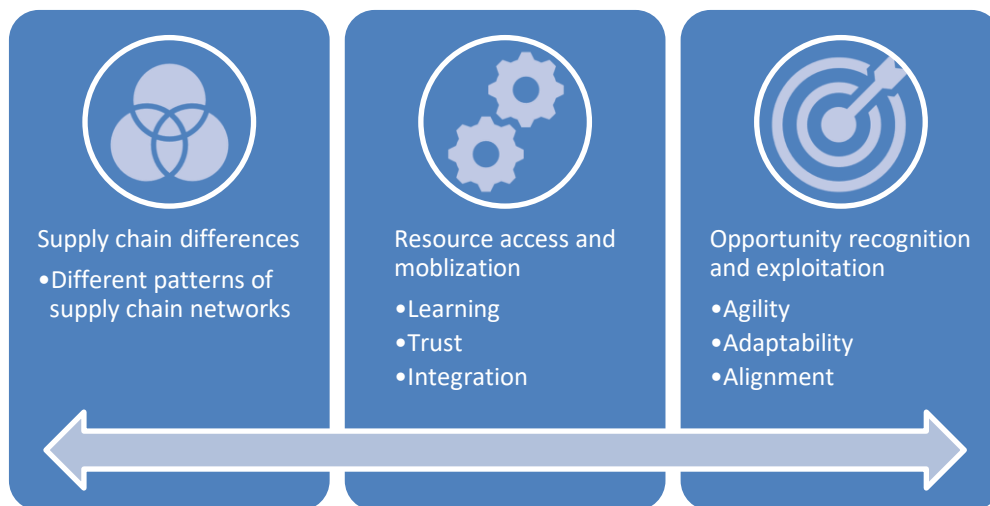 Supply chain differences
•Different patterns of
supply chain networks
Resource access and
moblization
•Learning
•Trust
•Integration
Opportunity recognition
and exploitation
•Agility
•Adaptability
•Alignment